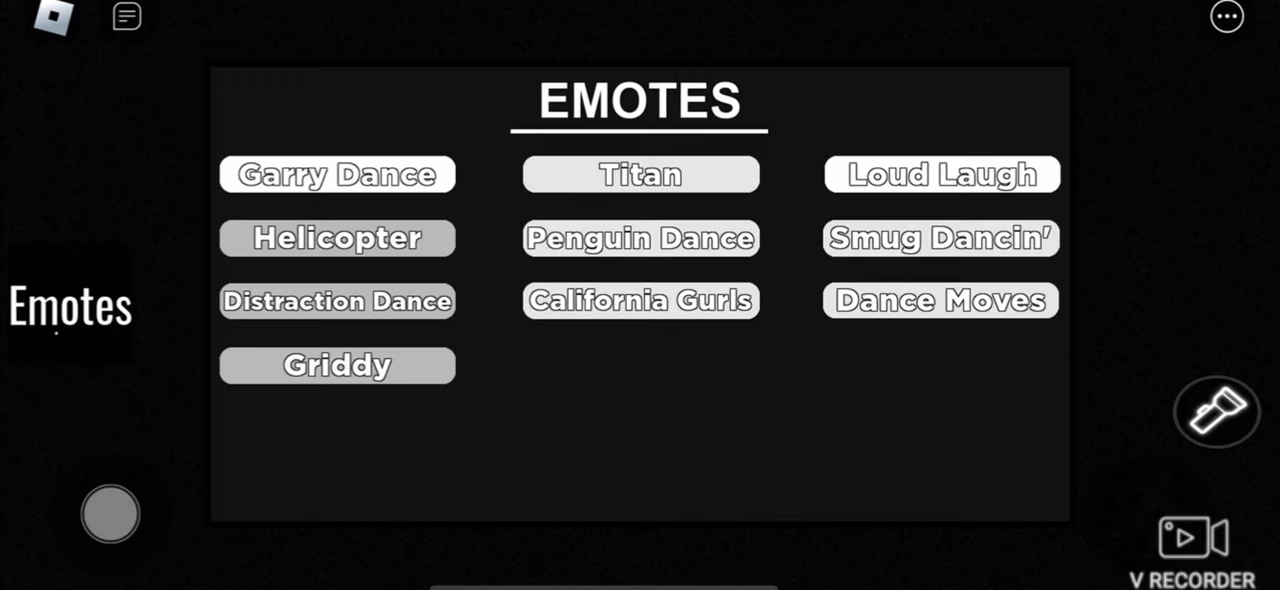 EMOTES
Garry Dance
Titan
Loud Laugh
Helicopter
Penguin Dance
Smug Dancin'
Emotes
Distraction Dance
California Gurls
Dance Moves
Griddy
V RECORDER